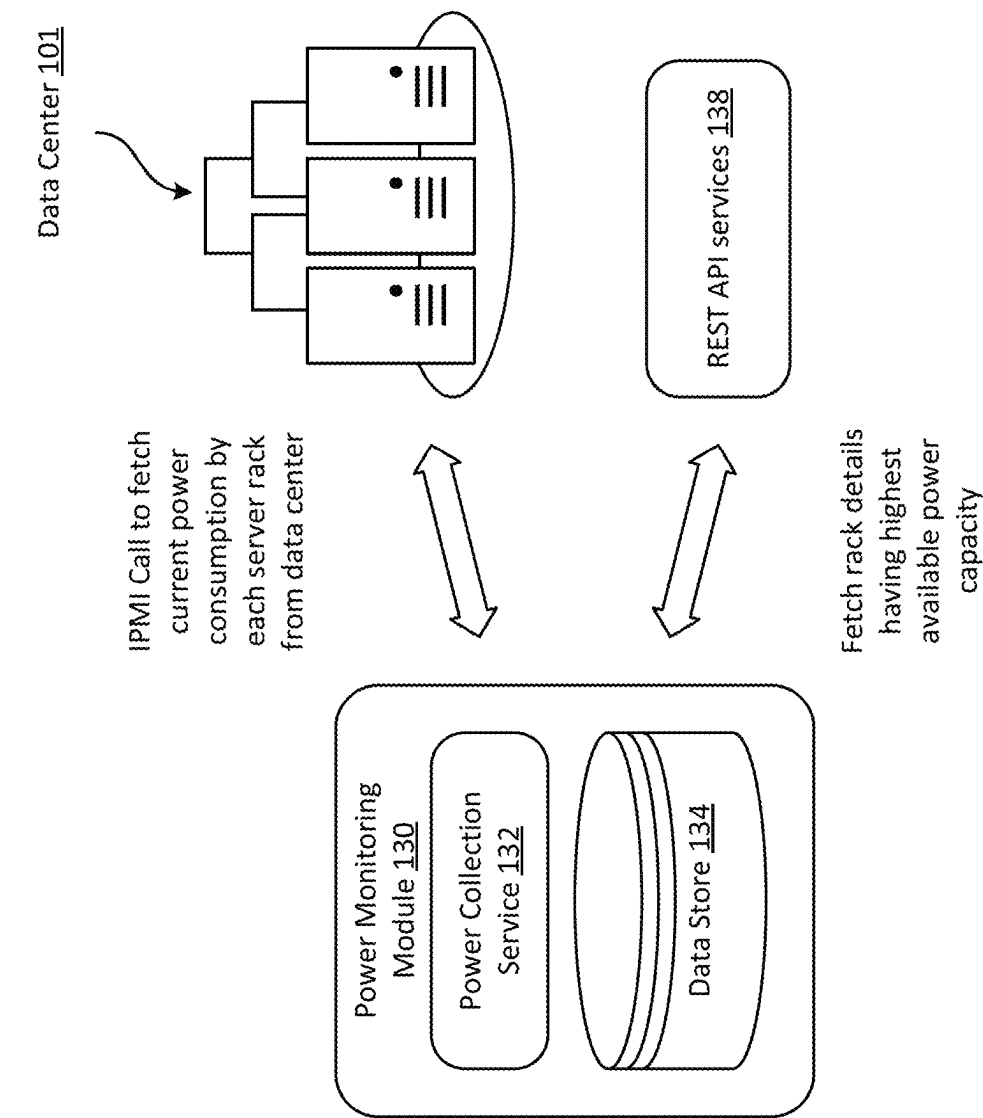 Data Center 101
IPMI Call to fetch
current power
consumption by
each server rack
from data center
Power Monitoring
Module 130
Power Collection
Service 132
Data Store 134
REST API services 138
Fetch rack details
having highest
available power
capacity